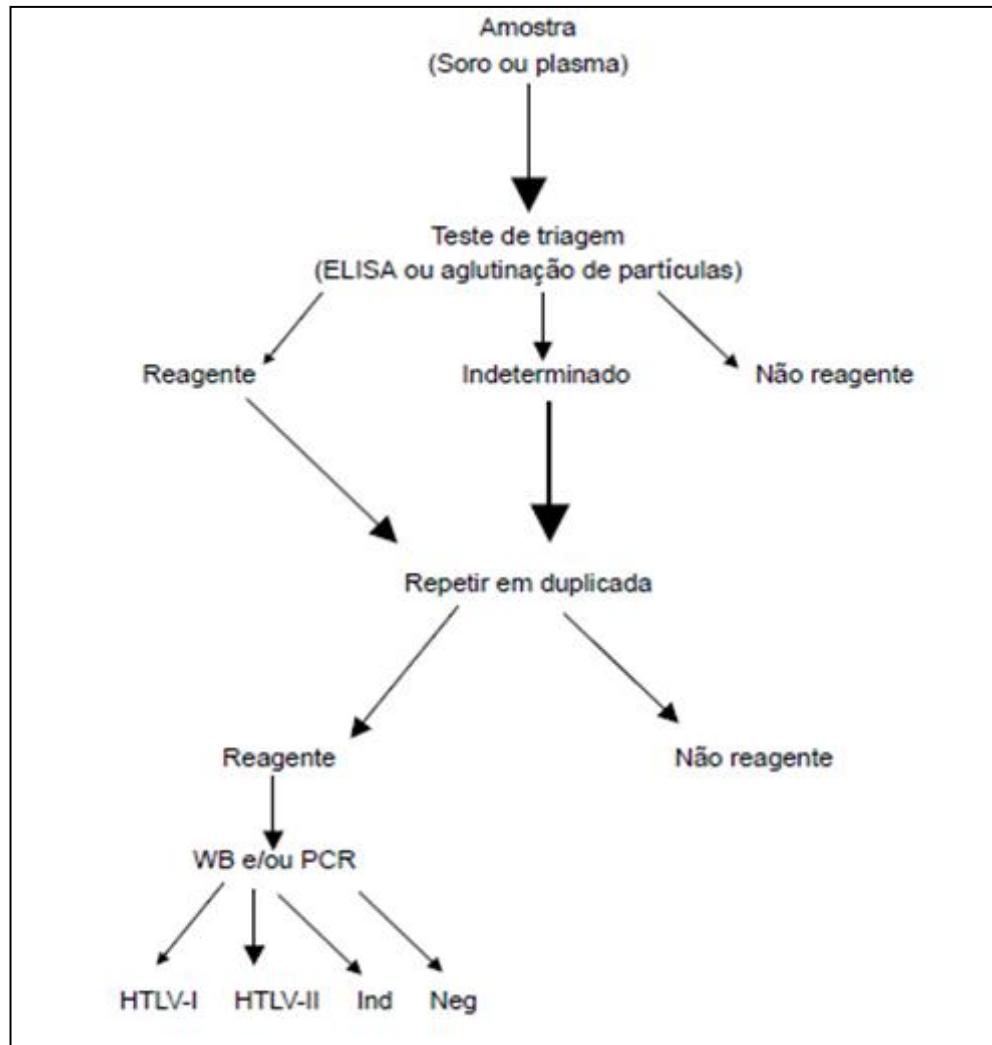 Amostra
(Soro ou plasma)
Teste de triagem
(ELISA ou aglutinação de partículas)
Reagente
Indeterminado
Não reagente
Repetir em duplicada
Reagente
Não reagente
WB e/ou PCR
HTLV-I
HTLV-II
Ind
Neg